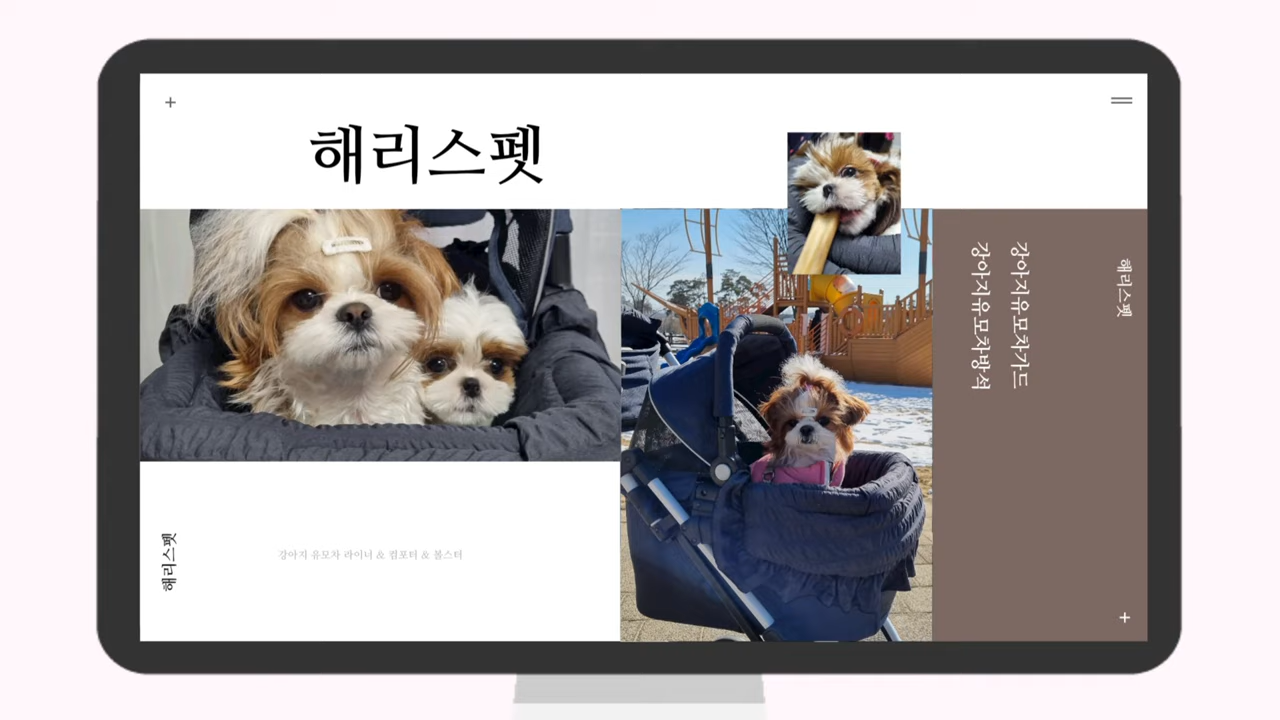 해리스펫
해리스펫
강아지유모차가드
강아지유모차방석
해리스펫
강아지 유모차 라이너 & 컴포터 & 볼스터